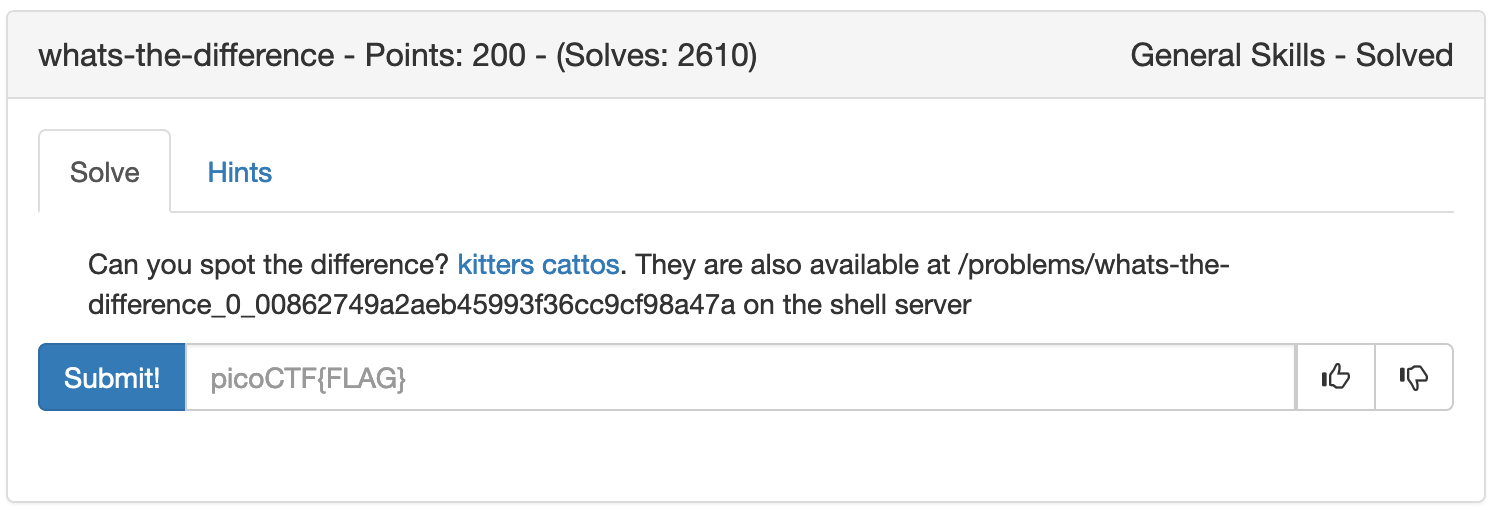 whats-the-difference - Points: 200 - (Solves: 2610)
General Skills - Solved
Solve
Hints
Can you spot the difference? kitters cattos. They are also available at /problems/whats-the-
difference_0_00862749a2aeb45993f36cc9cf98a47a on the shell server
Submit!
picoCTF{FLAG}